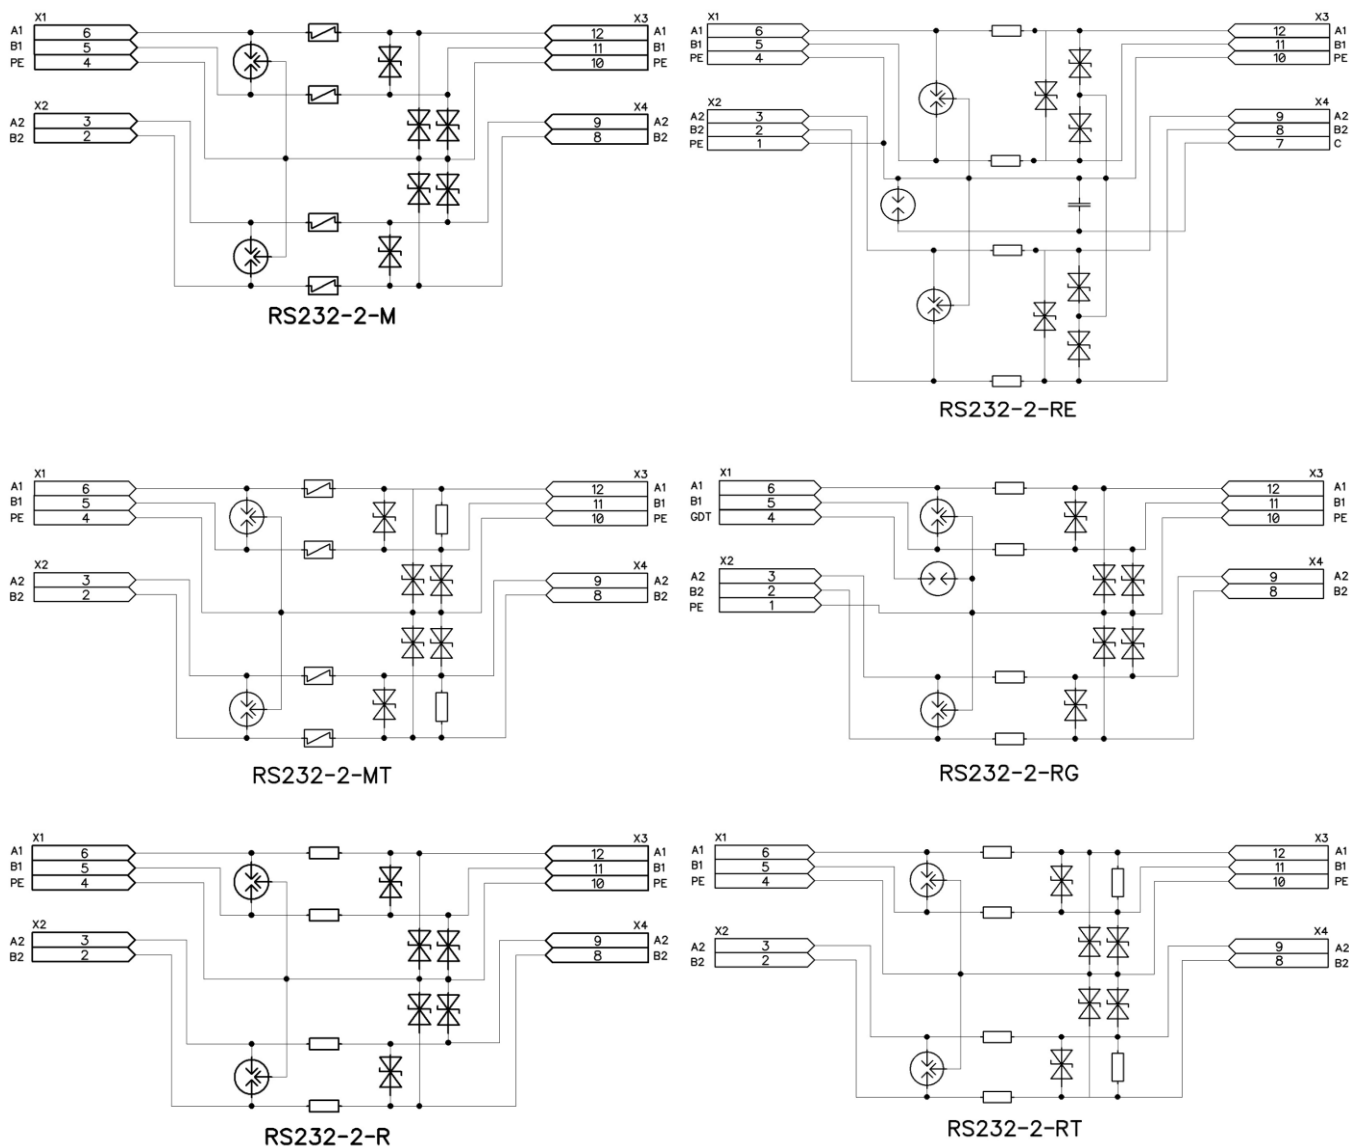 X1 X3
A1 6 12 A1
B1 5 11 B1
PE 4 10 PE
X2 X4
A2 3 9 A2
B2 2 8 B2
RS232-2-M
X1 X3
A1 6 12 A1
B1 5 11 B1
PE 4 10 PE
X2 X4
A2 3 9 A2
B2 2 8 B2
PE 1 7 C
RS232-2-RE
X1 X3
A1 6 12 A1
B1 5 11 B1
PE 4 10 PE
X2 X4
A2 3 9 A2
B2 2 8 B2
RS232-2-MT
X1 X3
A1 6 12 A1
B1 5 11 B1
GDT 4 10 PE
X2 X4
A2 3 9 A2
B2 2 8 B2
PE 1
RS232-2-RG
X1 X3
A1 6 12 A1
B1 5 11 B1
PE 4 10 PE
X2 X4
A2 3 9 A2
B2 2 8 B2
RS232-2-R
X1 X3
A1 6 12 A1
B1 5 11 B1
PE 4 10 PE
X2 X4
A2 3 9 A2
B2 2 8 B2
RS232-2-RT